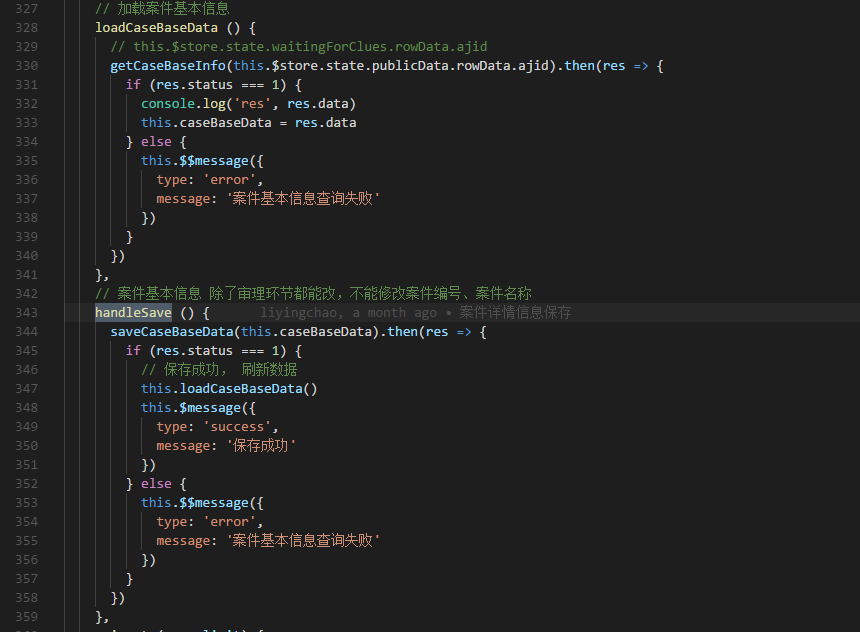 327 // 加载案件基本信息
328 loadCaseBaseData () {
329 // this.$store.state.waitingForClues.rowData.ajid
330 getCaseBaseInfo(this.$store.state.publicData.rowData.ajid).then(res => {
331 if (res.status === 1) {
332 console.log('res', res.data)
333 this.caseBaseData = res.data
334 } else {
335 this.$$message({
336 type: 'error',
337 message: '案件基本信息查询失败'
338 })
339 }
340 })
341 },
342 // 案件基本信息 除了审理环节都能改，不能修改案件编号、案件名称
343 handleSave () { liyingchao, a month ago • 案件详情信息保存
344 saveCaseBaseData(this.caseBaseData).then(res => {
345 if (res.status === 1) {
346 // 保存成功， 刷新数据
347 this.loadCaseBaseData()
348 this.$message({
349 type: 'success',
350 message: '保存成功'
351 })
352 } else {
353 this.$$message({
354 type: 'error',
355 message: '案件基本信息查询失败'
356 })
357 }
358 })
359 },